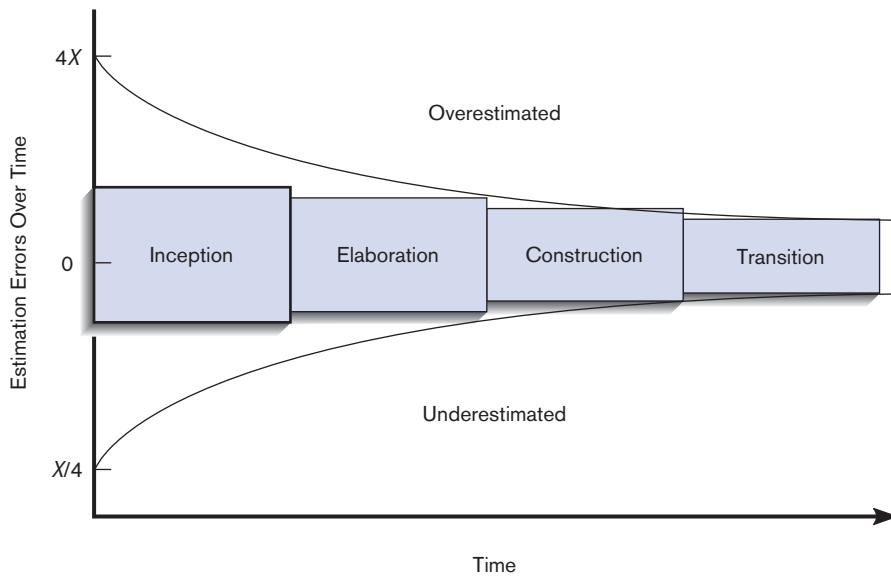 4X
Overestimated
Estimation Errors Over Time
Inception
Elaboration
Construction
Transition
0
Underestimated
X/4
Time